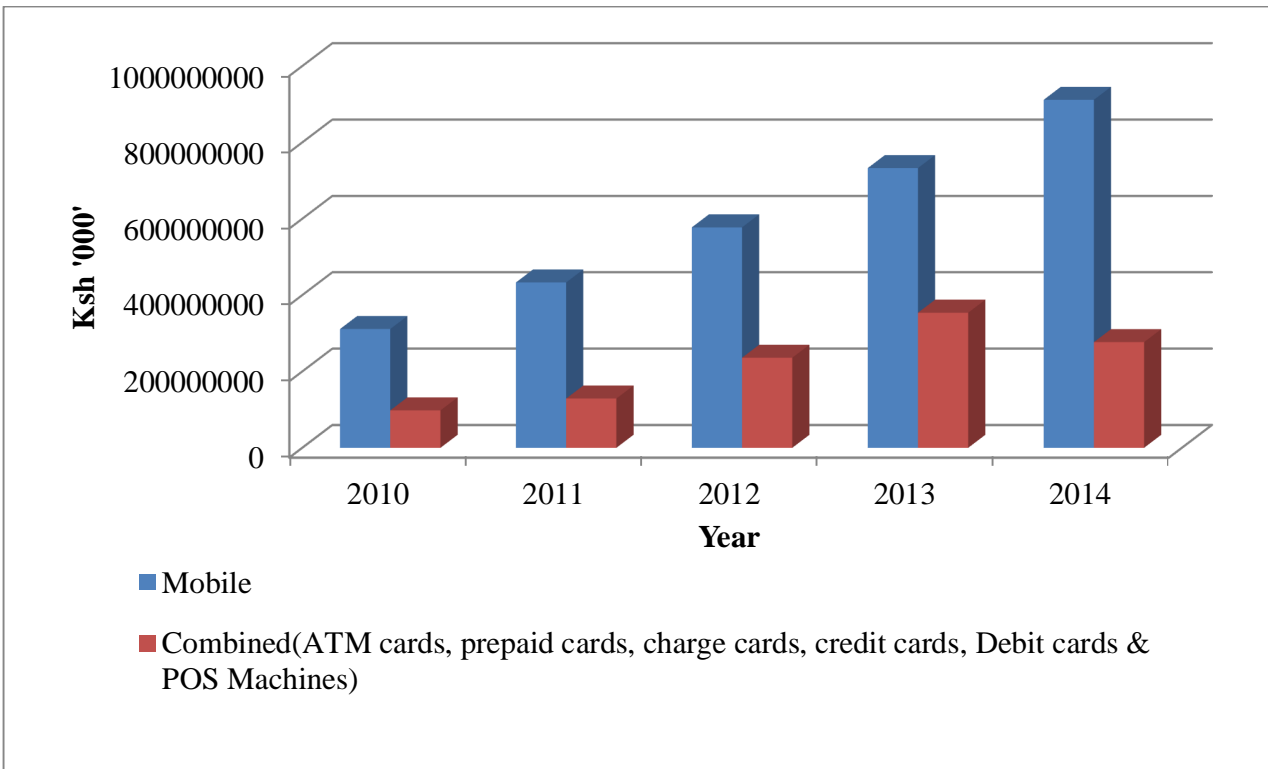 1000000000
800000000
600000000
400000000
200000000
0
Ksh '000'
2010 2011 2012 2013 2014
Year
Mobile
Combined(ATM cards, prepaid cards, charge cards, credit cards, Debit cards &
POS Machines)